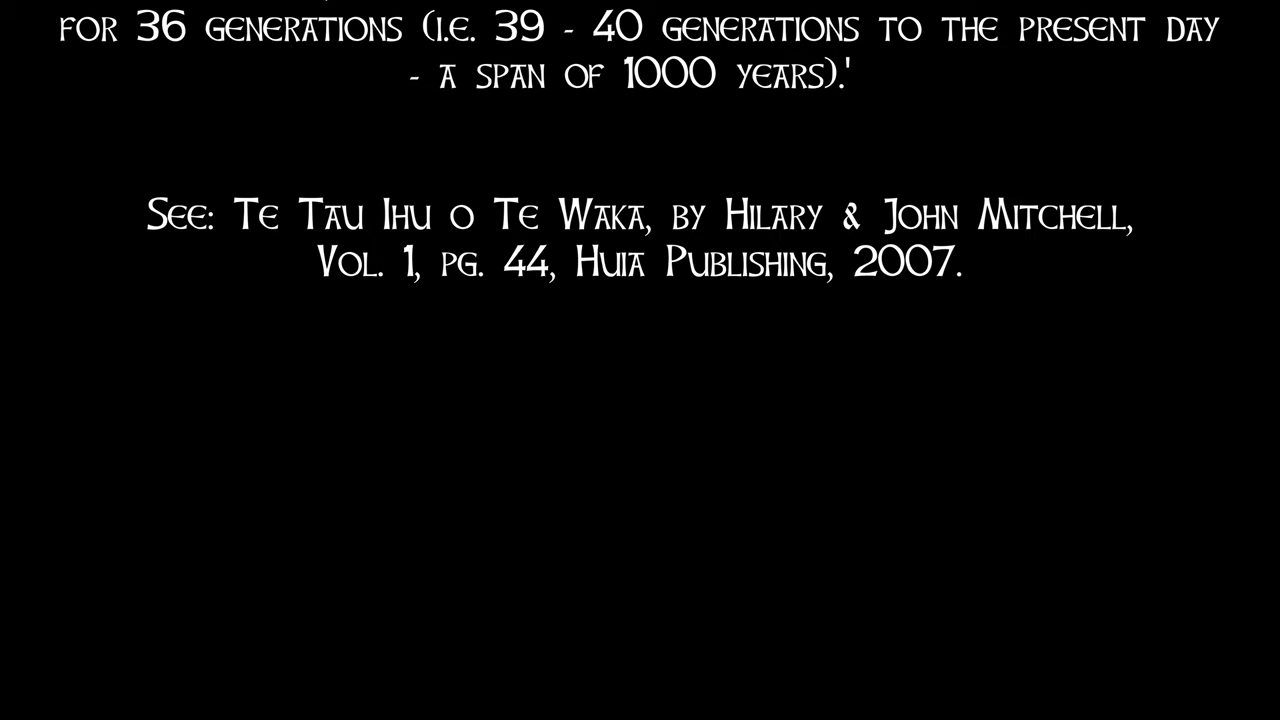 for 36 generations (i.e. 39 - 40 generations to the present day
- a span of 1000 years).'
See: Te Tau Ihu o Te Waka, by Hilary & John Mitchell,
Vol. 1, pg. 44, Huia Publishing, 2007.